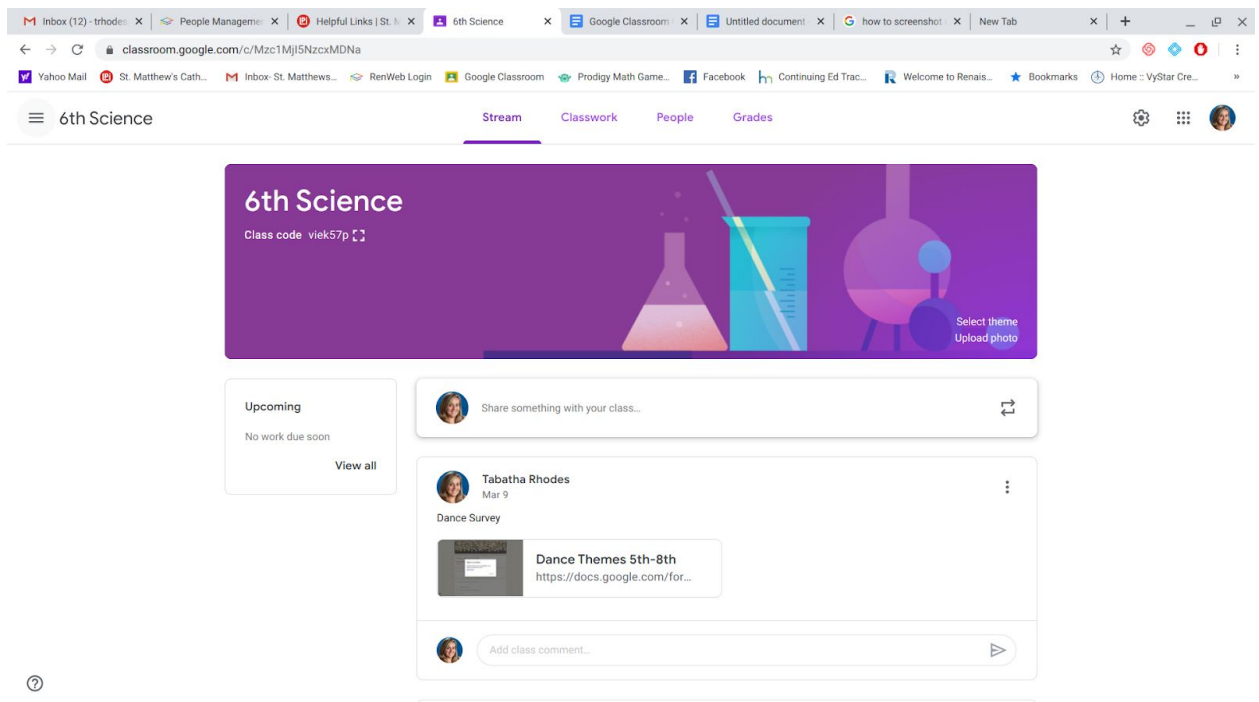 Inbox (12) - trhodes
People Managemen
Helpful Links | St. M
6th Science
Google Classroom
Untitled document
how to screenshot
New Tab
classroom.google.com/c/Mzc1MjI5NzcxMDNa
Yahoo Mail
St. Matthew's Cath...
Inbox- St. Matthews...
RenWeb Login
Google Classroom
Prodigy Math Game...
Facebook
Continuing Ed Trac...
Welcome to Renais...
Bookmarks
Home :: VyStar Cre...
»
6th Science
Stream
Classwork
People
Grades
6th Science
Class code viek57p
Select theme
Upload photo
Upcoming
No work due soon
View all
Share something with your class...
Tabatha Rhodes
Mar 9
Dance Survey
Dance Themes 5th-8th
https://docs.google.com/for...
Add class comment...